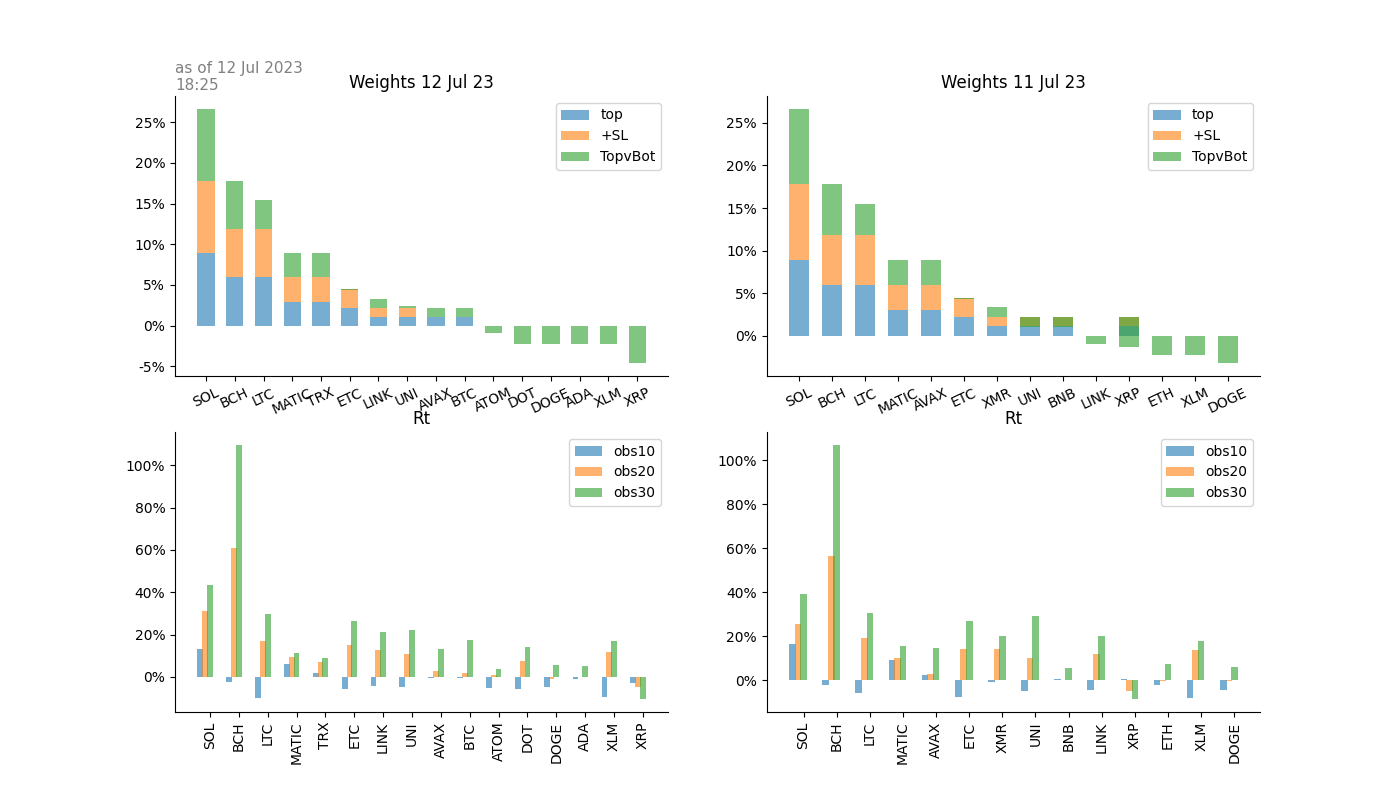 as of 12 Jul 2023
18:25
Weights 12 Jul 23
25%
20%
15%
10%
5%
0%
-5%
top
+SL
TopvBot
SOL BCH LTC MATIC TRX ETC LINK UNI AVAX BTC ATOM DOT DOGE ADA XLM XRP
Weights 11 Jul 23
25%
20%
15%
10%
5%
0%
top
+SL
TopvBot
SOL BCH LTC MATIC AVAX ETC XMR UNI BNB LINK XRP ETH XLM DOGE
Rt
100%
80%
60%
40%
20%
0%
obs10
obs20
obs30
SOL BCH LTC MATIC TRX ETC LINK UNI AVAX BTC ATOM DOT DOGE ADA XLM XRP
Rt
100%
80%
60%
40%
20%
0%
obs10
obs20
obs30
SOL BCH LTC MATIC AVAX ETC XMR UNI BNB LINK XRP ETH XLM DOGE